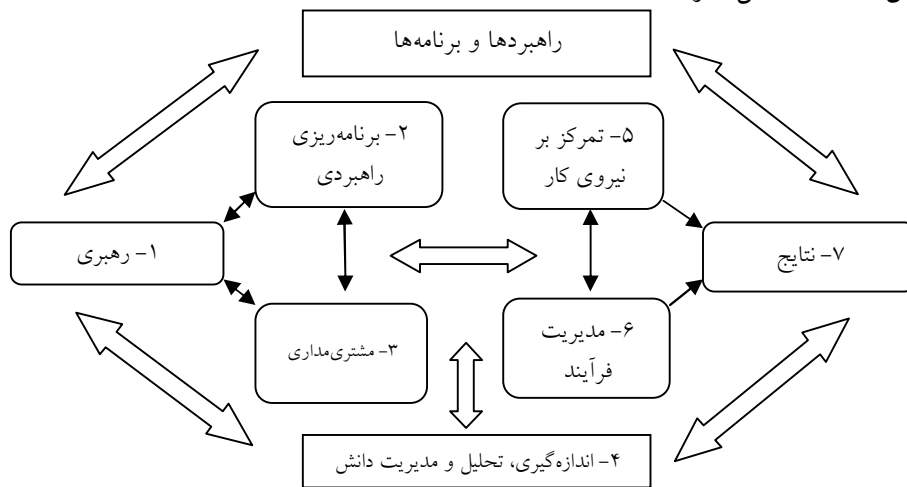 راهبردها و برنامه‌ها
۲- برنامه‌ریزی
راهبردی
۵- تمرکز بر
نیروی کار
۱- رهبری
۷- نتایج
۳- مشتری‌مداری
۶- مدیریت
فرآیند
۴- اندازه‌گیری، تحلیل و مدیریت دانش